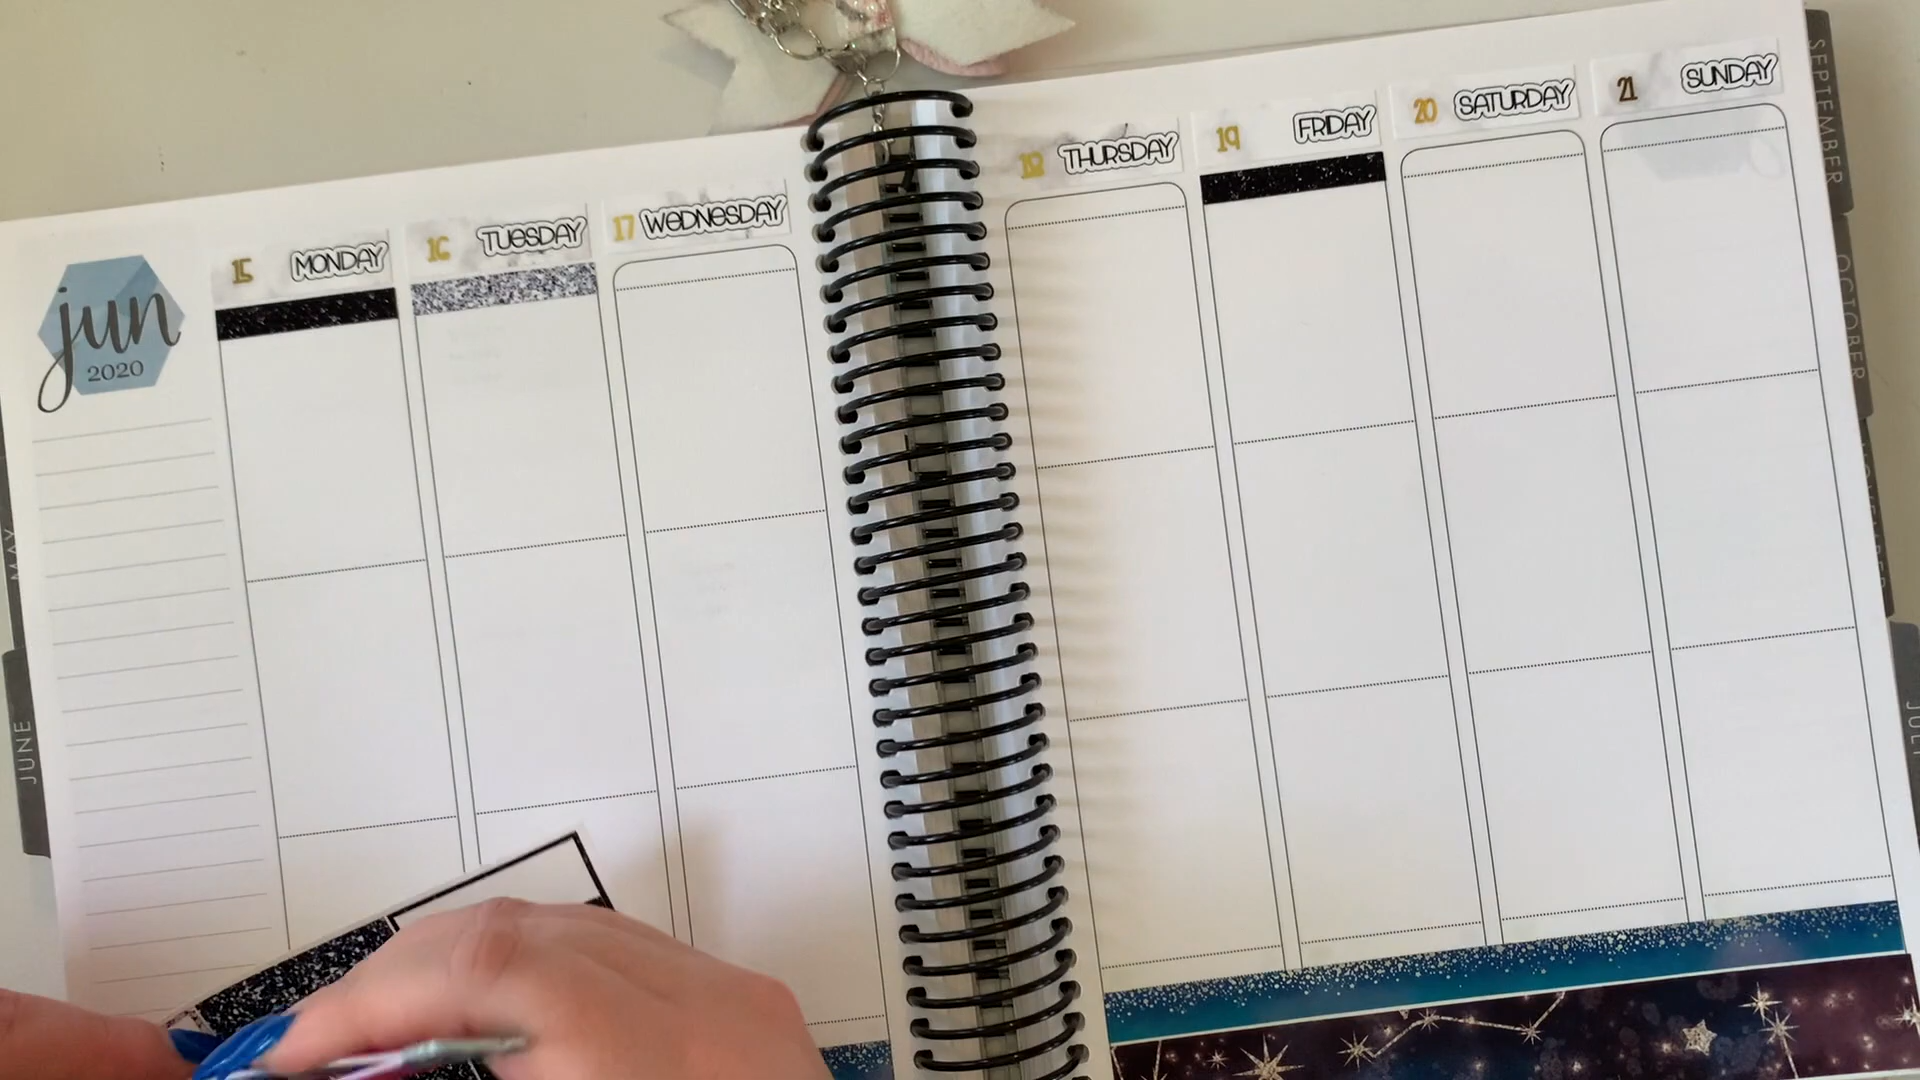 jun
2020
15 MONDAY
16 TUESDAY
17 WEDNESDAY
18 THURSDAY
19 FRIDAY
20 SATURDAY
21 SUNDAY
MAY
JUNE
SEPTEMBER
OCTOBER
NOVEMBER